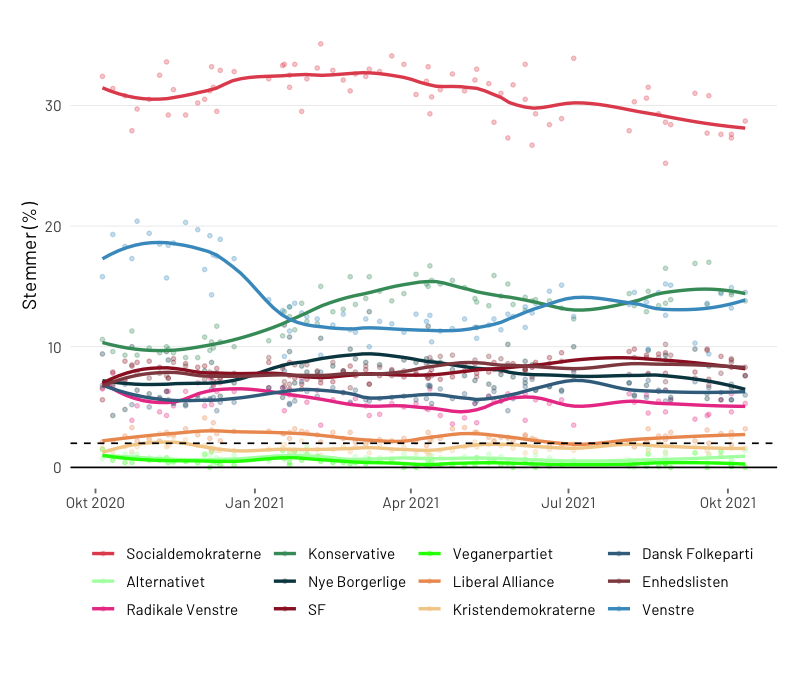 Stemmer(%)
30
20
10
0
Okt 2020
Jan 2021
Apr 2021
Jul 2021
Okt 2021
Socialdemokraterne
Konservative
Veganerpartiet
Dansk Folkeparti
Alternativet
Nye Borgerlige
Liberal Alliance
Enhedslisten
Radikale Venstre
SF
Kristendemokraterne
Venstre